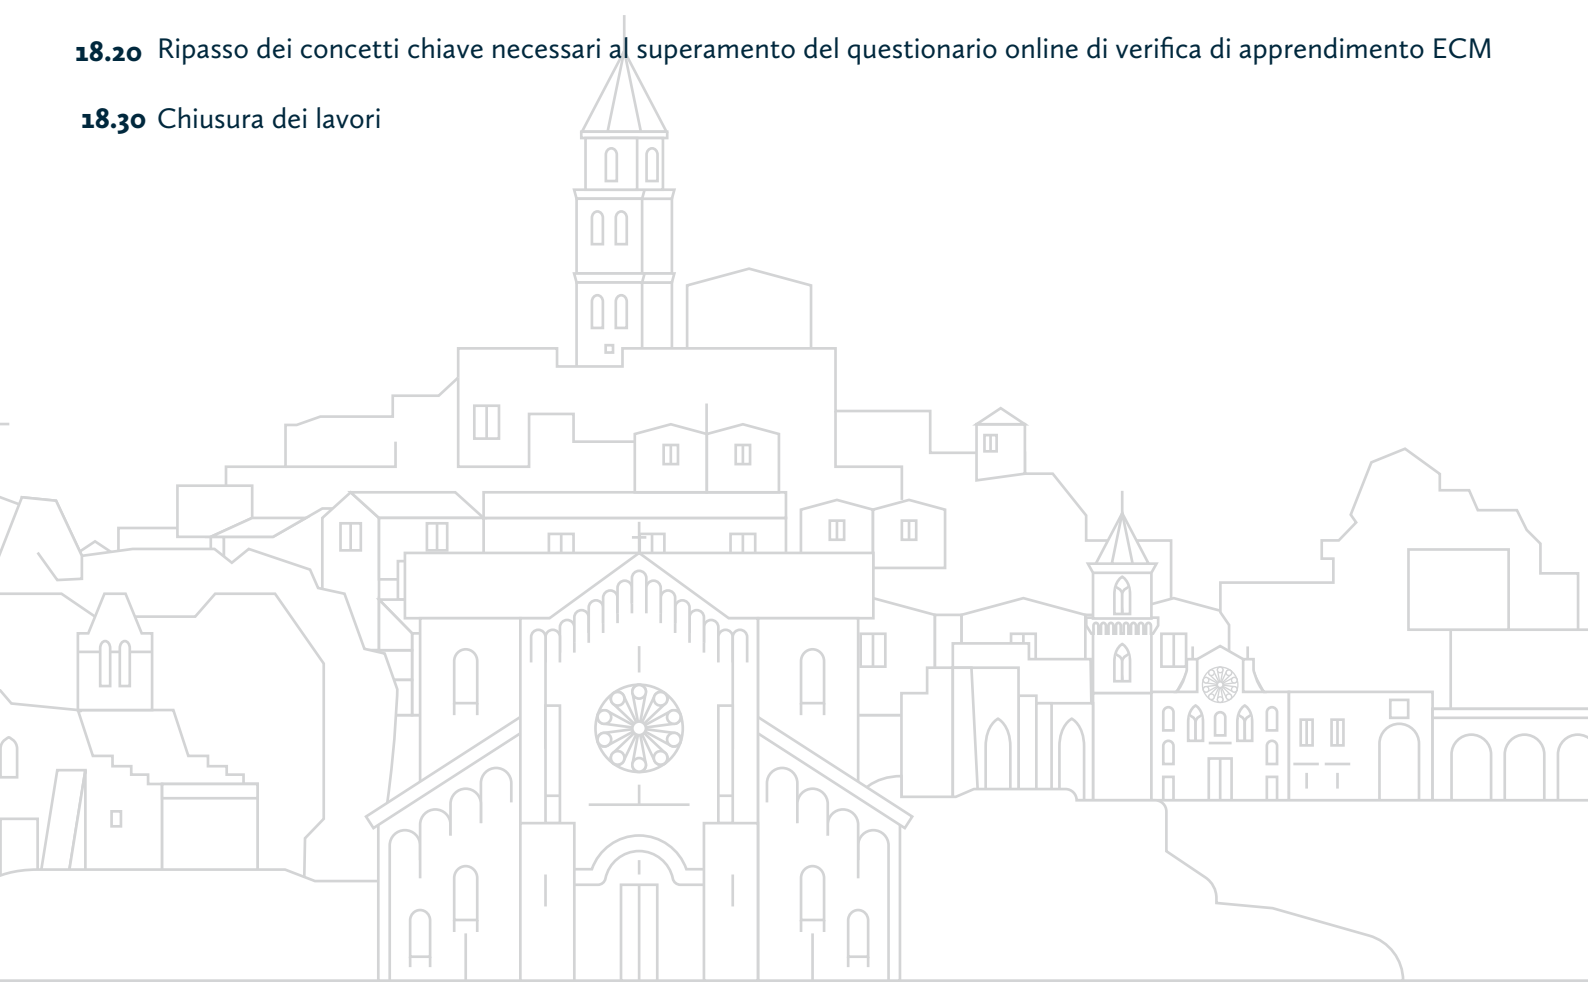 18.20 Ripasso dei concetti chiave necessari al superamento del questionario online di verifica di apprendimento ECM
18.30 Chiusura dei lavori